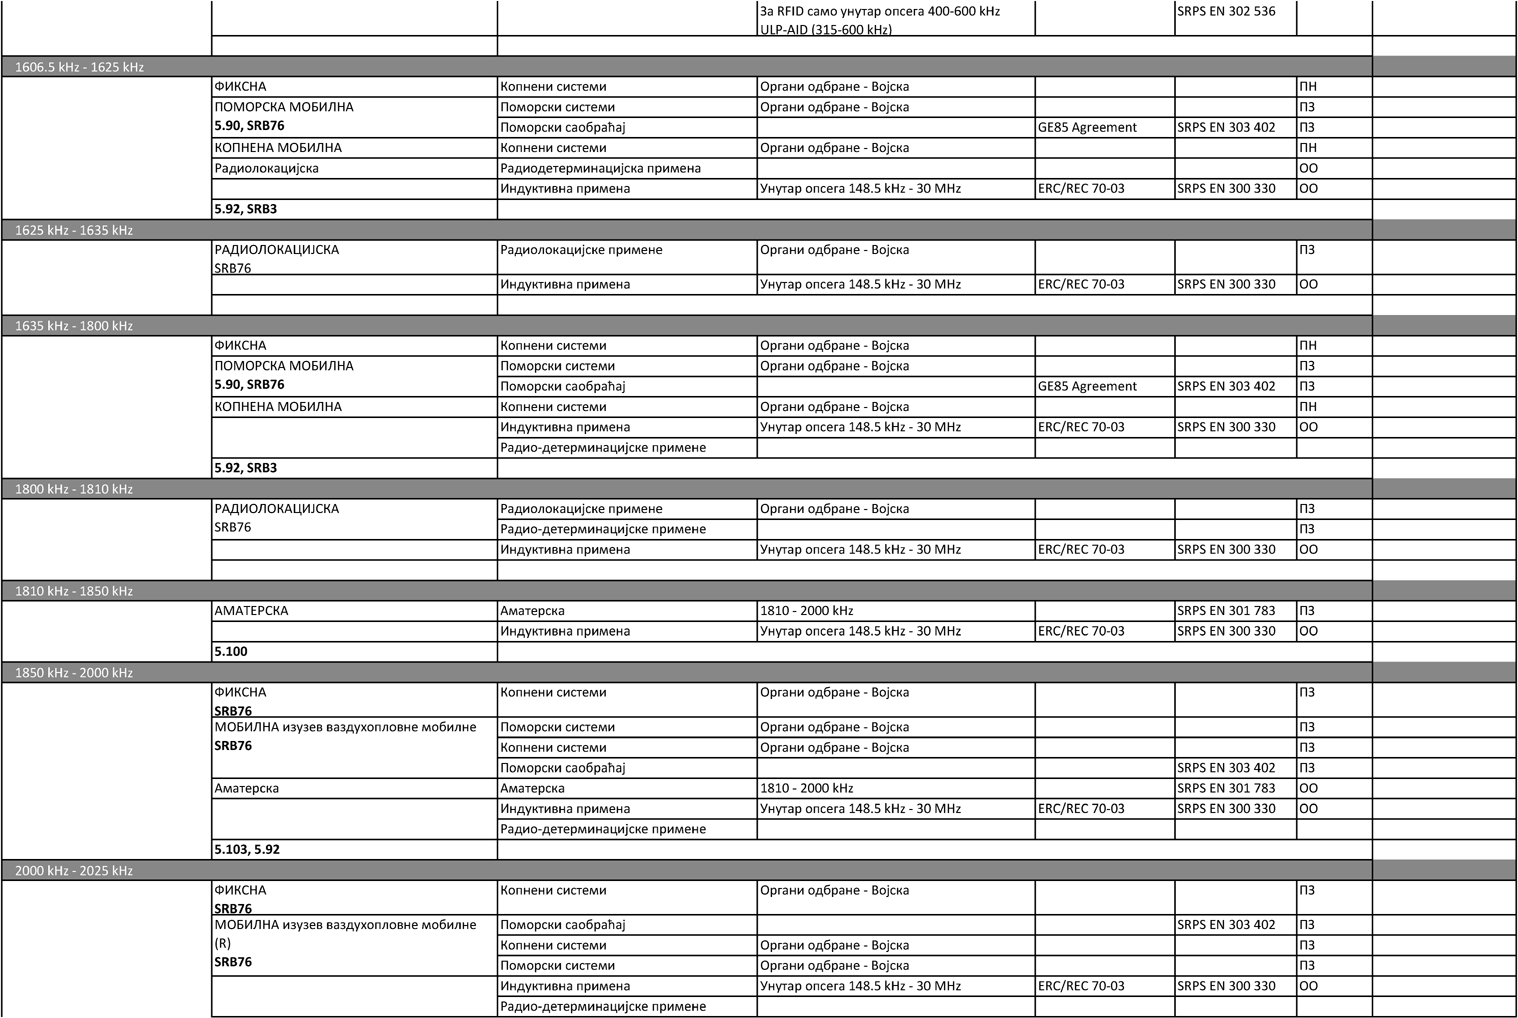 За RFID само унутар опсега 400-600 kHz SRPS EN 302 536
ULP-AID (315-600 kHz)
1606.5 kHz - 1625 kHz
ФИКСНА Копнени системи Органи одбране - Војска ПН
ПОМОРСКА МОБИЛНА Поморски системи Органи одбране - Војска ПЗ
5.90, SRB76 Поморски саобраћај GE85 Agreement SRPS EN 303 402 ПЗ
КОПНЕНА МОБИЛНА Копнени системи Органи одбране - Војска ПН
Радиолокацијска Радиодетерминацијска примена ОО
Индуктивна примена Унутар опсега 148.5 kHz - 30 MHz ERC/REC 70-03 SRPS EN 300 330 ОО
5.92, SRB3
1625 kHz - 1635 kHz
РАДИОЛОКАЦИЈСКА Радиолокацијске примене Органи одбране - Војска ПЗ
SRB76
Индуктивна примена Унутар опсега 148.5 kHz - 30 MHz ERC/REC 70-03 SRPS EN 300 330 ОО
1635 kHz - 1800 kHz
ФИКСНА Копнени системи Органи одбране - Војска ПН
ПОМОРСКА МОБИЛНА Поморски системи Органи одбране - Војска ПЗ
5.90, SRB76 Поморски саобраћај GE85 Agreement SRPS EN 303 402 ПЗ
КОПНЕНА МОБИЛНА Копнени системи Органи одбране - Војска ПН
Индуктивна примена Унутар опсега 148.5 kHz - 30 MHz ERC/REC 70-03 SRPS EN 300 330 ОО
Радио-детерминацијске примене
5.92, SRB3
1800 kHz - 1810 kHz
РАДИОЛОКАЦИЈСКА Радиолокацијске примене Органи одбране - Војска ПЗ
SRB76 Радио-детерминацијске примене ПЗ
Индуктивна примена Унутар опсега 148.5 kHz - 30 MHz ERC/REC 70-03 SRPS EN 300 330 ОО
1810 kHz - 1850 kHz
АМАТЕРСКА Аматерска 1810 - 2000 kHz SRPS EN 301 783 ПЗ
Индуктивна примена Унутар опсега 148.5 kHz - 30 MHz ERC/REC 70-03 SRPS EN 300 330 ОО
5.100
1850 kHz - 2000 kHz
ФИКСНА Копнени системи Органи одбране - Војска ПЗ
SRB76
МОБИЛНА изузев ваздухопловне мобилне Поморски системи Органи одбране - Војска ПЗ
SRB76 Копнени системи Органи одбране - Војска ПЗ
Поморски саобраћај SRPS EN 303 402 ПЗ
Аматерска Аматерска 1810 - 2000 kHz SRPS EN 301 783 ОО
Индуктивна примена Унутар опсега 148.5 kHz - 30 MHz ERC/REC 70-03 SRPS EN 300 330 ОО
Радио-детерминацијске примене
5.103, 5.92
2000 kHz - 2025 kHz
ФИКСНА Копнени системи Органи одбране - Војска ПЗ
SRB76
МОБИЛНА изузев ваздухопловне мобилне Поморски саобраћај SRPS EN 303 402 ПЗ
(R) Копнени системи Органи одбране - Војска ПЗ
SRB76 Поморски системи Органи одбране - Војска ПЗ
Индуктивна примена Унутар опсега 148.5 kHz - 30 MHz ERC/REC 70-03 SRPS EN 300 330 ОО
Радио-детерминацијске примене